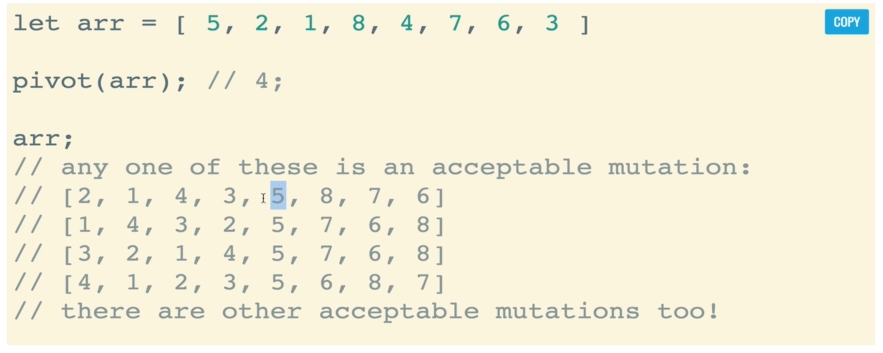 let arr = [ 5, 2, 1, 8, 4, 7, 6, 3 ]
COPY
pivot(arr); // 4;
arr;
// any one of these is an acceptable mutation:
// [2, 1, 4, 3, 5, 8, 7, 6]
// [1, 4, 3, 2, 5, 7, 6, 8]
// [3, 2, 1, 4, 5, 7, 6, 8]
// [4, 1, 2, 3, 5, 6, 8, 7]
// there are other acceptable mutations too!